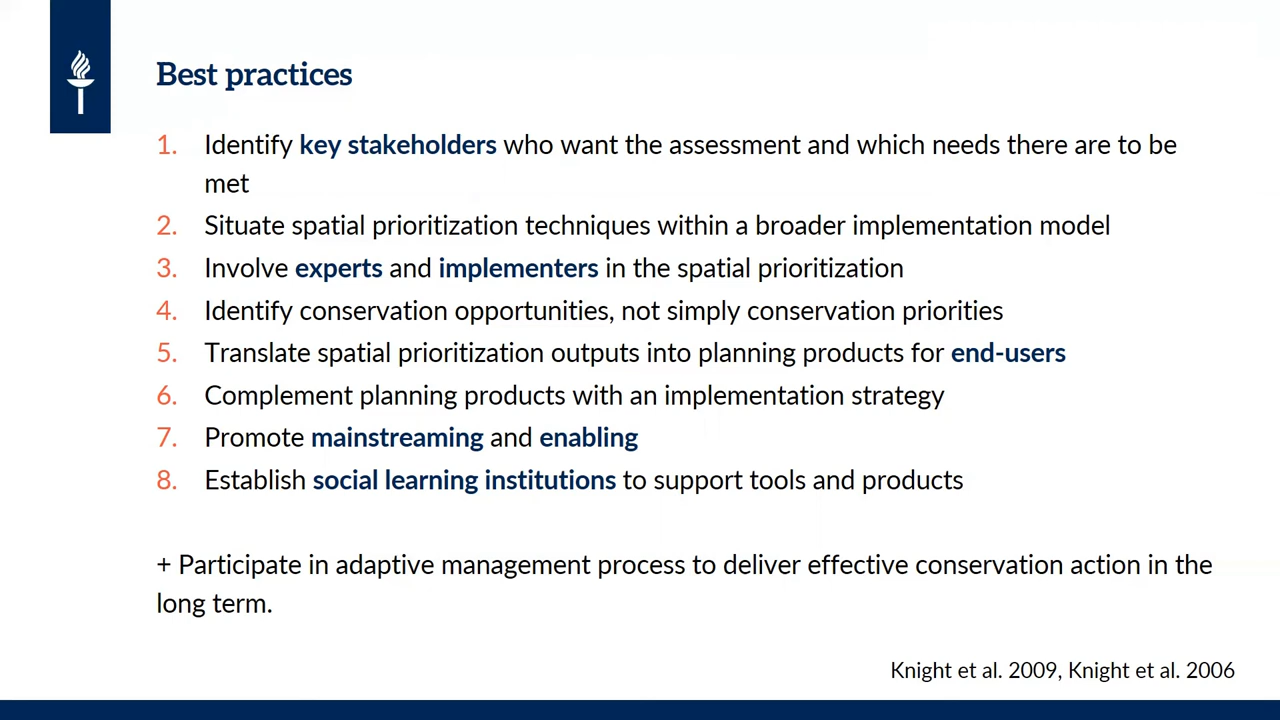 Best practices
1. Identify key stakeholders who want the assessment and which needs there are to be
met
2. Situate spatial prioritization techniques within a broader implementation model
3. Involve experts and implementers in the spatial prioritization
4. Identify conservation opportunities, not simply conservation priorities
5. Translate spatial prioritization outputs into planning products for end-users
6. Complement planning products with an implementation strategy
7. Promote mainstreaming and enabling
8. Establish social learning institutions to support tools and products
+ Participate in adaptive management process to deliver effective conservation action in the
long term.
Knight et al. 2009, Knight et al. 2006